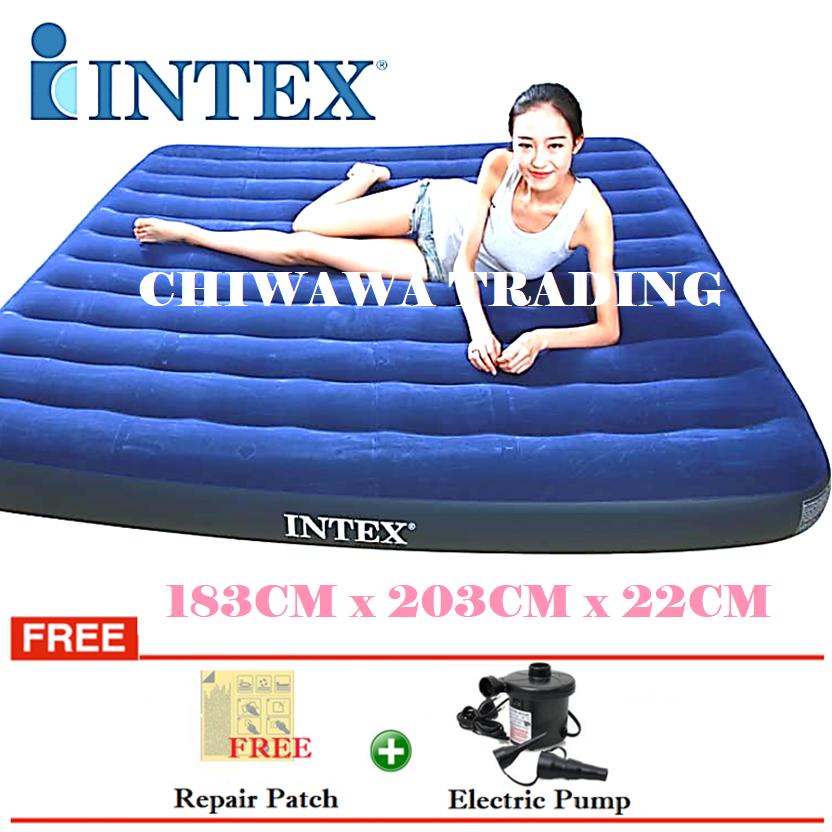 INTEX®
CHIWAWA TRADING
INTEX®
183CM x 203CM x 22CM
FREE
FREE
Repair Patch
Electric Pump